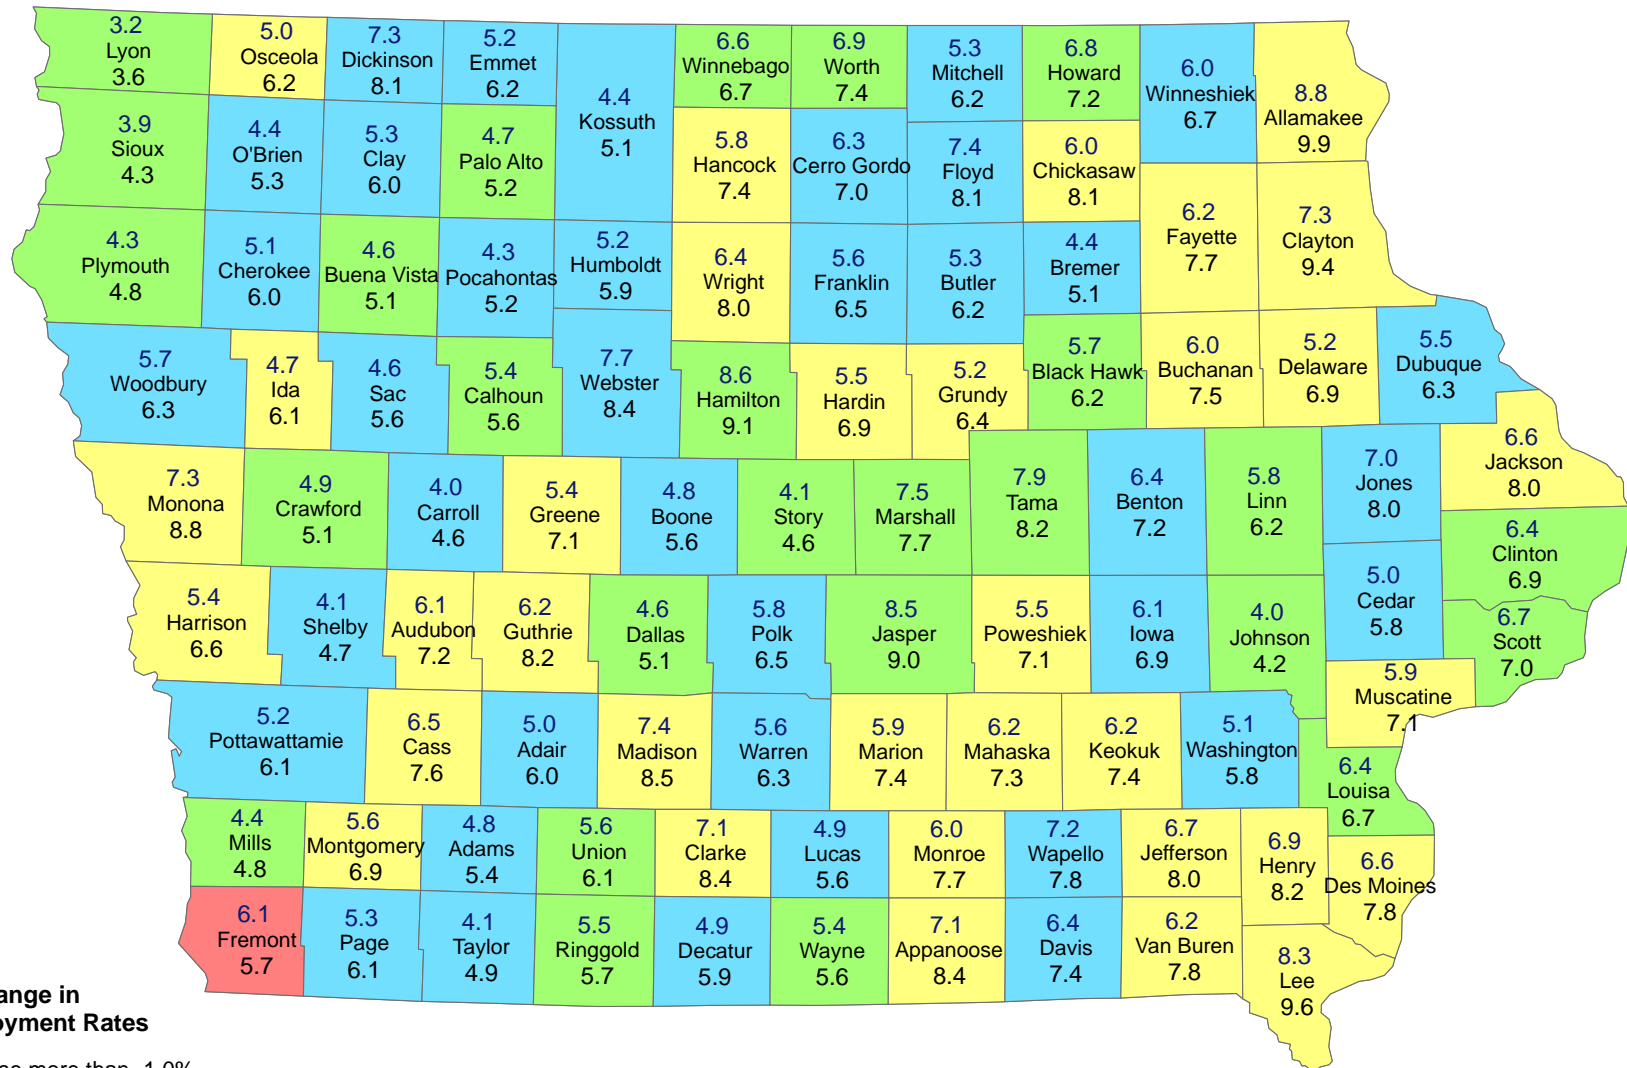 3.2
Lyon
3.6
5.0
Osceola
6.2
7.3
Dickinson
8.1
5.2
Emmet
6.2
4.4
Kossuth
5.1
6.6
Winnebago
6.7
6.9
Worth
7.4
5.3
Mitchell
6.2
6.8
Howard
7.2
6.0
Winneshiek
6.7
8.8
Allamakee
9.9
3.9
Sioux
4.3
4.4
O'Brien
5.3
5.3
Clay
6.0
4.7
Palo Alto
5.2
5.8
Hancock
7.4
6.3
Cerro Gordo
7.0
7.4
Floyd
8.1
6.0
Chickasaw
8.1
6.2
Fayette
7.7
7.3
Clayton
9.4
4.3
Plymouth
4.8
5.1
Cherokee
6.0
4.6
Buena Vista
5.1
4.3
Pocahontas
5.2
5.2
Humboldt
5.9
6.4
Wright
8.0
5.6
Franklin
6.5
5.3
Butler
6.2
4.4
Bremer
5.1
5.7
Woodbury
6.3
4.7
Ida
6.1
4.6
Sac
5.6
5.4
Calhoun
5.6
7.7
Webster
8.4
8.6
Hamilton
9.1
5.5
Hardin
6.9
5.2
Grundy
6.4
5.7
Black Hawk
6.2
6.0
Buchanan
7.5
5.2
Delaware
6.9
5.5
Dubuque
6.3
7.3
Monona
8.8
4.9
Crawford
5.1
4.0
Carroll
4.6
5.4
Greene
7.1
4.8
Boone
5.6
4.1
Story
4.6
7.5
Marshall
7.7
7.9
Tama
8.2
6.4
Benton
7.2
5.8
Linn
6.2
7.0
Jones
8.0
6.6
Jackson
8.0
6.4
Clinton
6.9
5.4
Harrison
6.6
4.1
Shelby
4.7
6.1
Audubon
7.2
6.2
Guthrie
8.2
4.6
Dallas
5.1
5.8
Polk
6.5
8.5
Jasper
9.0
5.5
Poweshiek
7.1
6.1
Iowa
6.9
4.0
Johnson
4.2
5.0
Cedar
5.8
6.7
Scott
7.0
5.9
Muscatine
7.1
5.2
Pottawattamie
6.1
6.5
Cass
7.6
5.0
Adair
6.0
7.4
Madison
8.5
5.6
Warren
6.3
5.9
Marion
7.4
6.2
Mahaska
7.3
6.2
Keokuk
7.4
5.1
Washington
5.8
6.4
Louisa
6.7
4.4
Mills
4.8
5.6
Montgomery
6.9
4.8
Adams
5.4
5.6
Union
6.1
7.1
Clarke
8.4
4.9
Lucas
5.6
6.0
Monroe
7.7
7.2
Wapello
7.8
6.7
Jefferson
8.0
6.9
Henry
8.2
6.6
Des Moines
7.8
6.1
Fremont
5.7
5.3
Page
6.1
4.1
Taylor
4.9
5.5
Ringgold
5.7
4.9
Decatur
5.9
5.4
Wayne
5.6
7.1
Appanoose
8.4
6.4
Davis
7.4
6.2
Van Buren
7.8
8.3
Lee
9.6
ange in
oyment Rates
se more than -1.0%